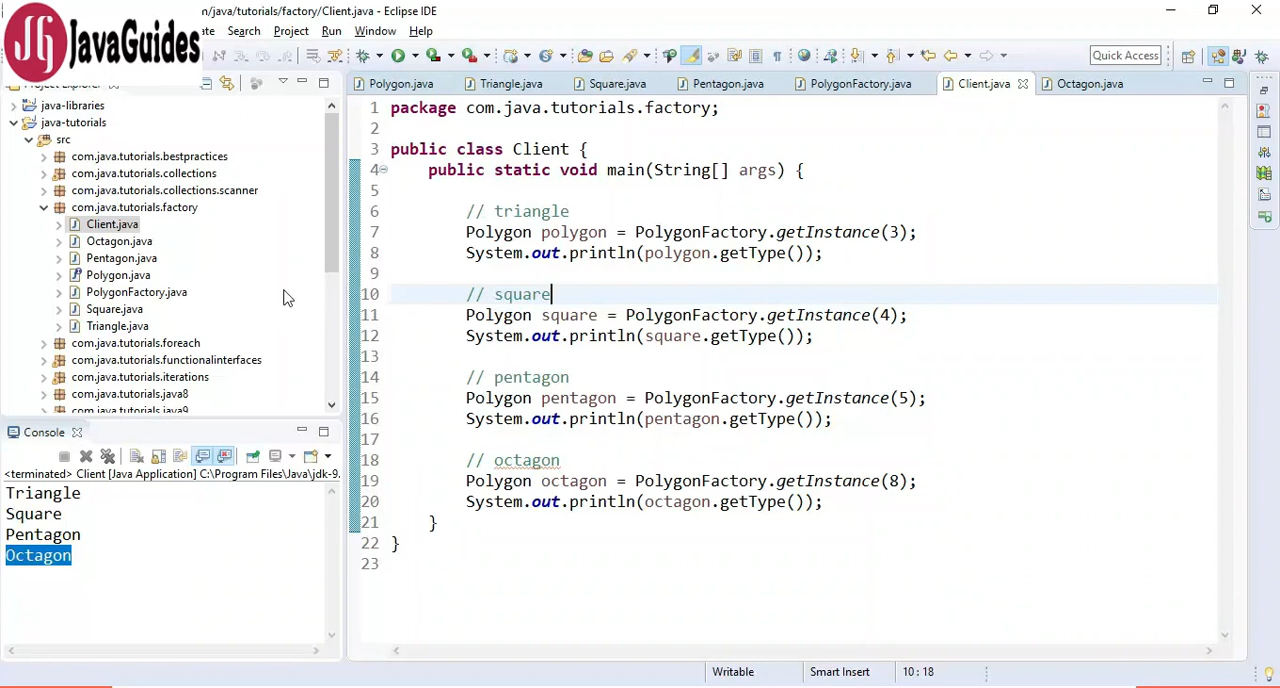 n/java/tutorials/factory/Client.java - Eclipse IDE
JG JavaGuides
ate Search Project Run Window Help
Quick Access
Project Explorer
java-libraries
java-tutorials
src
com.java.tutorials.bestpractices
com.java.tutorials.collections
com.java.tutorials.collections.scanner
com.java.tutorials.factory
Client.java
Octagon.java
Pentagon.java
Polygon.java
PolygonFactory.java
Square.java
Triangle.java
com.java.tutorials.foreach
com.java.tutorials.functionalinterfaces
com.java.tutorials.iterations
com.java.tutorials.java8
com.java.tutorials.java9
Polygon.java Triangle.java Square.java Pentagon.java PolygonFactory.java Client.java Octagon.java
1 package com.java.tutorials.factory;
2
3 public class Client {
4 public static void main(String[] args) {
5
6 // triangle
7 Polygon polygon = PolygonFactory.getInstance(3);
8 System.out.println(polygon.getType());
9
10 // square
11 Polygon square = PolygonFactory.getInstance(4);
12 System.out.println(square.getType());
13
14 // pentagon
15 Polygon pentagon = PolygonFactory.getInstance(5);
16 System.out.println(pentagon.getType());
17
18 // octagon
19 Polygon octagon = PolygonFactory.getInstance(8);
20 System.out.println(octagon.getType());
21 }
22 }
23
Console
<terminated> Client [Java Application] C:\Program Files\Java\jdk-9.
Triangle
Square
Pentagon
Octagon
Writable Smart Insert 10 : 18